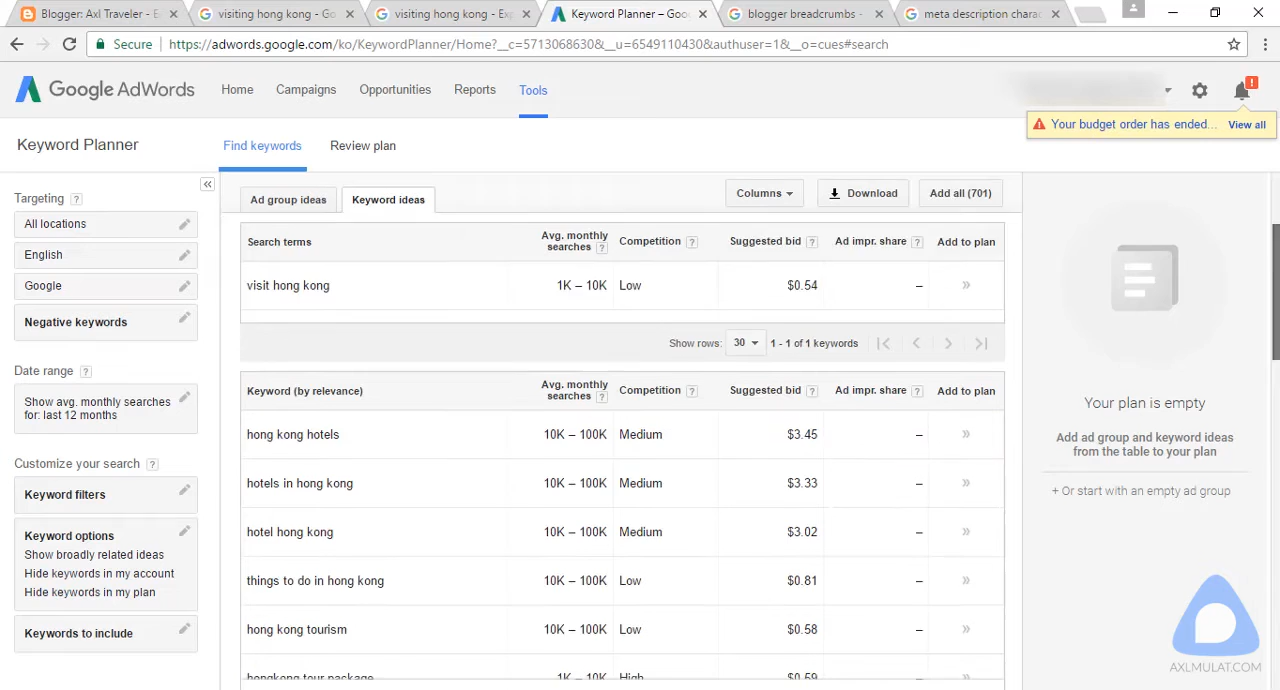 Blogger: Axl Traveler - E
visiting hong kong - Go
visiting hong kong - Exp
Keyword Planner – Goo
blogger breadcrumbs -
meta description chara
Secure
https://adwords.google.com/ko/KeywordPlanner/Home?__c=5713068630&__u=6549110430&authuser=1&__o=cues#search
Google AdWords
Home
Campaigns
Opportunities
Reports
Tools
!
Your budget order has ended...
View all
Keyword Planner
Find keywords
Review plan
Targeting ?
All locations
English
Google
Negative keywords
Date range ?
Show avg. monthly searches
for: last 12 months
Customize your search ?
Keyword filters
Keyword options
Show broadly related ideas
Hide keywords in my account
Hide keywords in my plan
Keywords to include
«
Ad group ideas
Keyword ideas
Columns
Download
Add all (701)
Search terms
Avg. monthly
searches ?
Competition ?
Suggested bid ?
Ad impr. share ?
Add to plan
visit hong kong 1K – 10K Low $0.54 – »
Show rows: 30 1 - 1 of 1 keywords
Keyword (by relevance)
Avg. monthly
searches ?
Competition ?
Suggested bid ?
Ad impr. share ?
Add to plan
hong kong hotels 10K – 100K Medium $3.45 – »
hotels in hong kong 10K – 100K Medium $3.33 – »
hotel hong kong 10K – 100K Medium $3.02 – »
things to do in hong kong 10K – 100K Low $0.81 – »
hong kong tourism 10K – 100K Low $0.58 – »
hongkong tour package 1K – 10K High $0.59 – »
Your plan is empty
Add ad group and keyword ideas
from the table to your plan
+ Or start with an empty ad group
AXLMULAT.COM